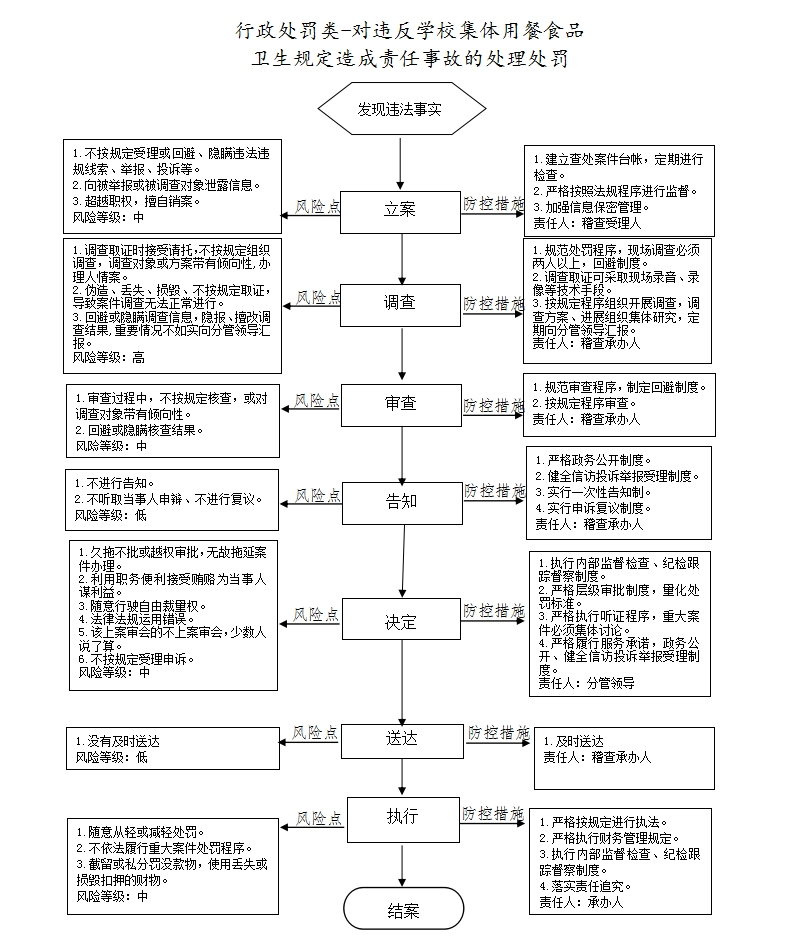 行政处罚类-对违反学校集体用餐食品
卫生规定造成责任事故的处理处罚
发现违法事实
1.不按规定受理或回避、隐瞒违法违
规线索、举报、投诉等。
2.向被举报或被调查对象泄露信息。
3.超越职权，擅自销案。
风险等级：中
风险点
立案
防控措施
1.建立查处案件台帐，定期进行
检查。
2.严格按照法规程序进行监督。
3.加强信息保密管理。
责任人：稽查受理人
1.调查取证时接受请托,不按规定组织
调查，调查对象或方案带有倾向性,办
理人情案。
2.伪造、丢失、损毁、不按规定取证，
导致案件调查无法正常进行。
3.回避或隐瞒调查信息，隐报、擅改调
查结果,重要情况不如实向分管领导汇
报。
风险等级：高
风险点
调查
防控措施
1.规范处罚程序，现场调查必须
两人以上，回避制度。
2.调查取证可采取现场录音、录
像等技术手段。
3.按规定程序组织开展调查，调
查方案、进展组织集体研究，定
期向分管领导汇报。
责任人：稽查承办人
1.审查过程中，不按规定核查，或对
调查对象带有倾向性。
2.回避或隐瞒核查结果。
风险等级：中
风险点
审查
防控措施
1.规范审查程序，制定回避制度。
2.按规定程序审查。
责任人：稽查承办人
1.不进行告知。
2.不听取当事人申辩、不进行复议。
风险等级：低
风险点
告知
防控措施
1.严格政务公开制度。
2.健全信访投诉举报受理制度。
3.实行一次性告知制。
4.实行申诉复议制度。
责任人：稽查承办人
1.久拖不批或越权审批，无故拖延案
件办理。
2.利用职务便利接受贿赂为当事人
谋利益。
3.随意行驶自由裁量权。
4.法律法规运用错误。
5.该上案审会的不上案审会，少数人
说了算。
6.不按规定受理申诉。
风险等级：中
风险点
决定
防控措施
1.执行内部监督检查、纪检跟
踪督察制度。
2.严格层级审批制度，量化处
罚标准。
3.严格执行听证程序，重大案
件必须集体讨论。
4.严格履行服务承诺，政务公
开、健全信访投诉举报受理制
度。
责任人：分管领导
1.没有及时送达
风险等级：低
风险点
送达
防控措施
1.及时送达
责任人：稽查承办人
1.随意从轻或减轻处罚。
2.不依法履行重大案件处罚程序。
3.截留或私分罚没款物，使用丢失或
损毁扣押的财物。
风险等级：中
风险点
执行
防控措施
1.严格按规定进行执法。
2.严格执行财务管理规定。
3.执行内部监督检查、纪检跟
踪督察制度。
4.落实责任追究。
责任人：承办人
结案